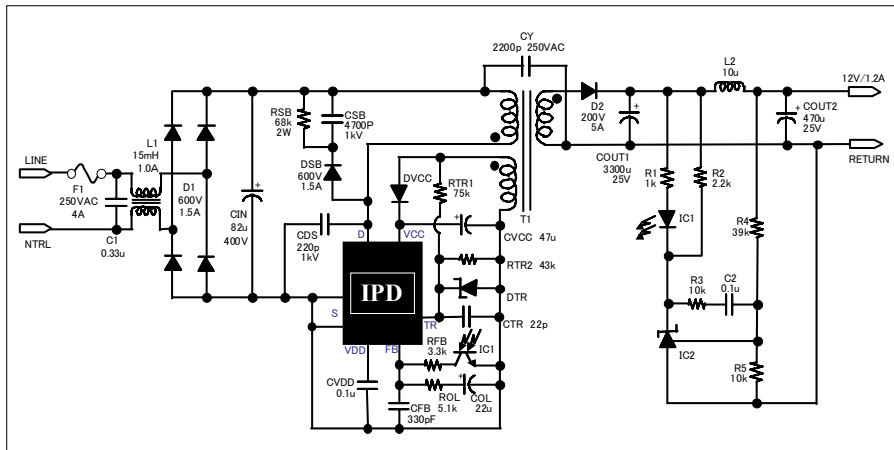 CY
2200p 250VAC
L2
10u
12V/1.2A
RSB
68k
2W
CSB
4700P
1kV
D2
200V
5A
COUT2
470u
25V
L1
15mH
1.0A
LINE
F1
250VAC
4A
D1
600V
1.5A
DSB
600V
1.5A
DVCC
RTR1
75k
COUT1
3300u
25V
R1
1k
R2
2.2k
RETURN
T1
CIN
82u
400V
NTRL
C1
0.33u
CDS
220p
1kV
D
VCC
CVCC 47u
IC1
R4
39k
IPD
RTR2 43k
DTR
R3
10k
C2
0.1u
S
TR
CTR 22p
VDD
FB
RFB
3.3k
IC1
IC2
R5
10k
CVDD
0.1u
ROL
5.1k
COL
22u
CFB
330pF